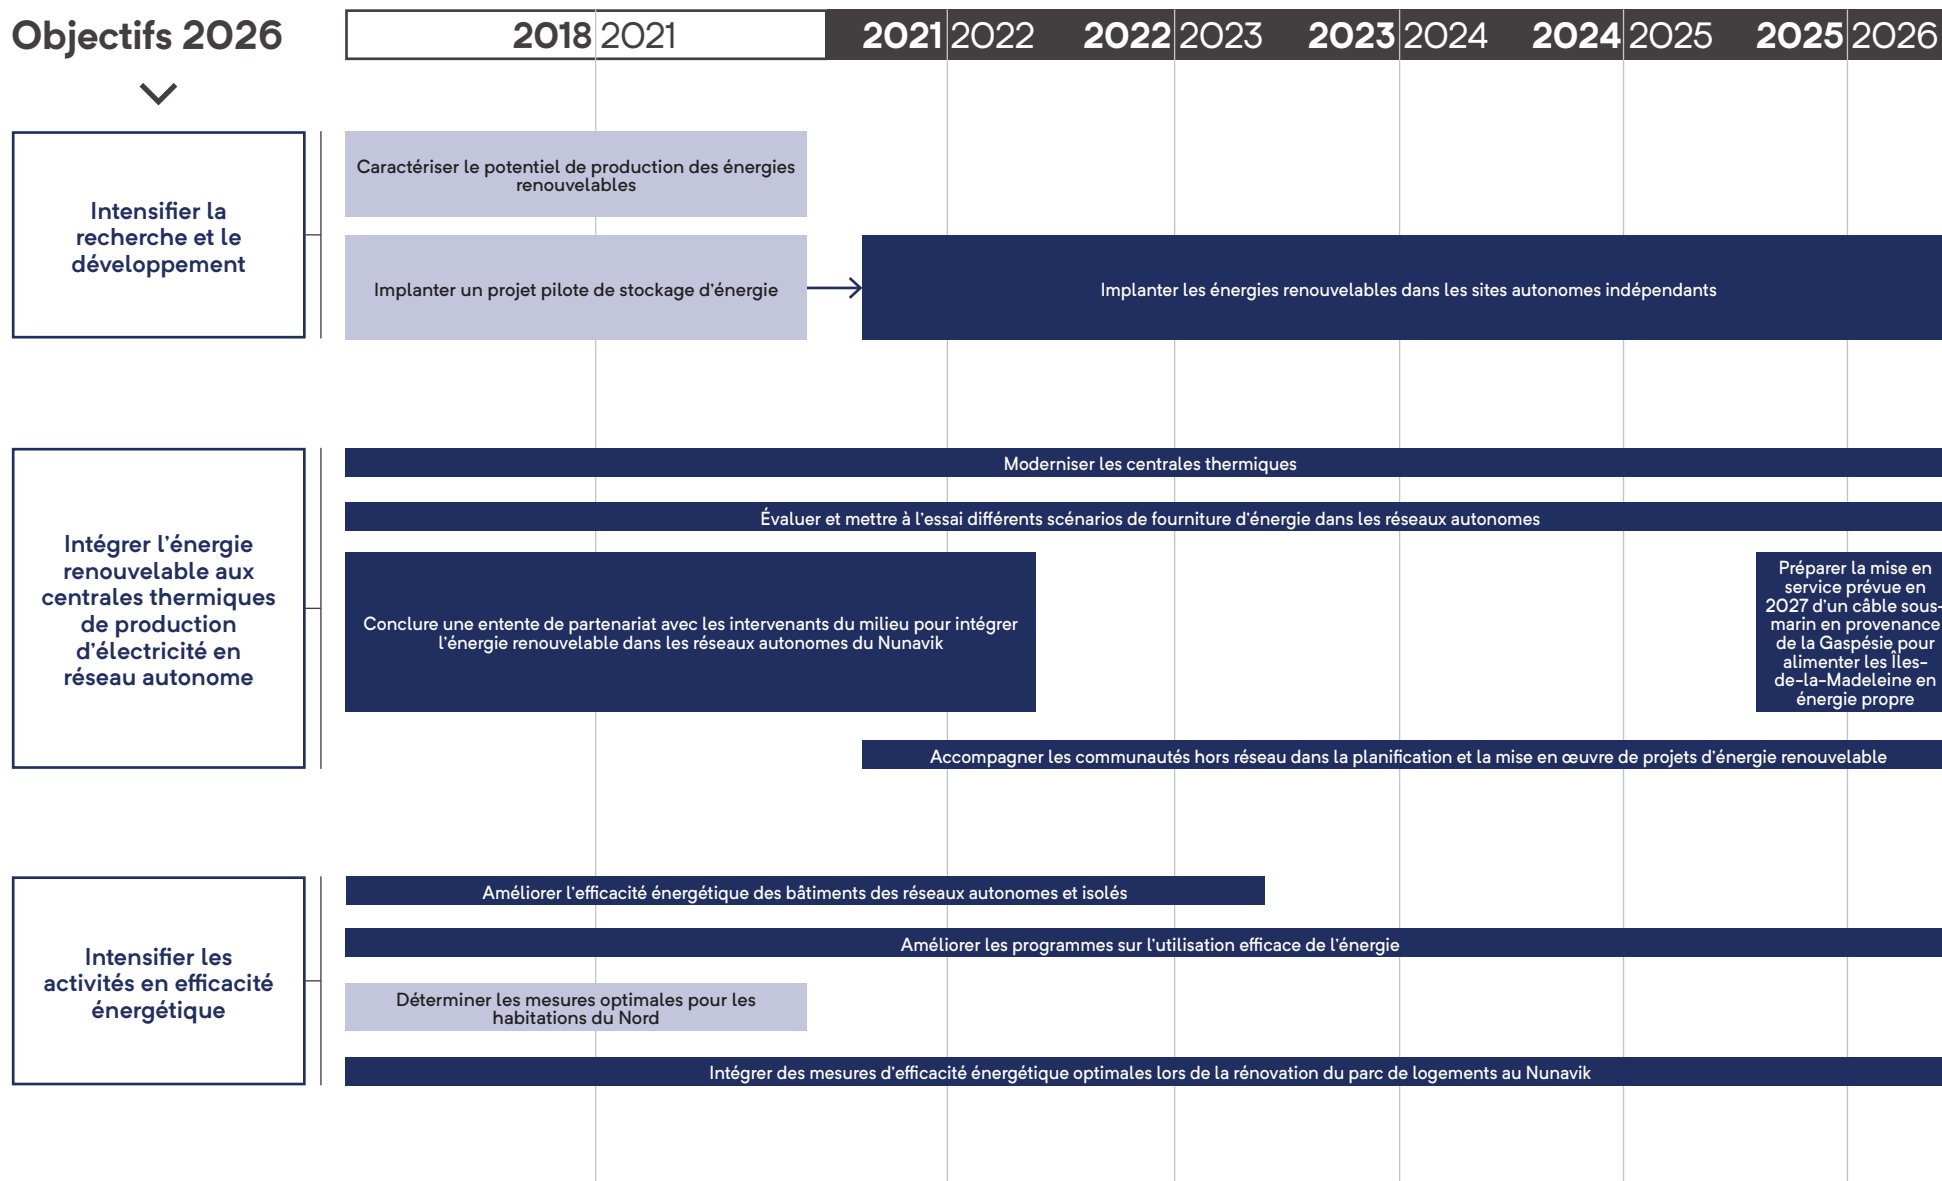 Objectifs 2026
2018 2021
2021 2022
2022 2023
2023 2024
2024 2025
2025 2026
Intensifier la
recherche et le
développement
Caractériser le potentiel de production des énergies
renouvelables
Implanter un projet pilote de stockage d'énergie
Implanter les énergies renouvelables dans les sites autonomes indépendants
Intégrer l'énergie
renouvelable aux
centrales thermiques
de production
d'électricité en
réseau autonome
Moderniser les centrales thermiques
Évaluer et mettre à l'essai différents scénarios de fourniture d'énergie dans les réseaux autonomes
Conclure une entente de partenariat avec les intervenants du milieu pour intégrer
l'énergie renouvelable dans les réseaux autonomes du Nunavik
Préparer la mise en
service prévue en
2027 d'un câble sous-
marin en provenance
de la Gaspésie pour
alimenter les Îles-
de-la-Madeleine en
énergie propre
Accompagner les communautés hors réseau dans la planification et la mise en œuvre de projets d'énergie renouvelable
Intensifier les
activités en efficacité
énergétique
Améliorer l'efficacité énergétique des bâtiments des réseaux autonomes et isolés
Améliorer les programmes sur l'utilisation efficace de l'énergie
Déterminer les mesures optimales pour les
habitations du Nord
Intégrer des mesures d'efficacité énergétique optimales lors de la rénovation du parc de logements au Nunavik